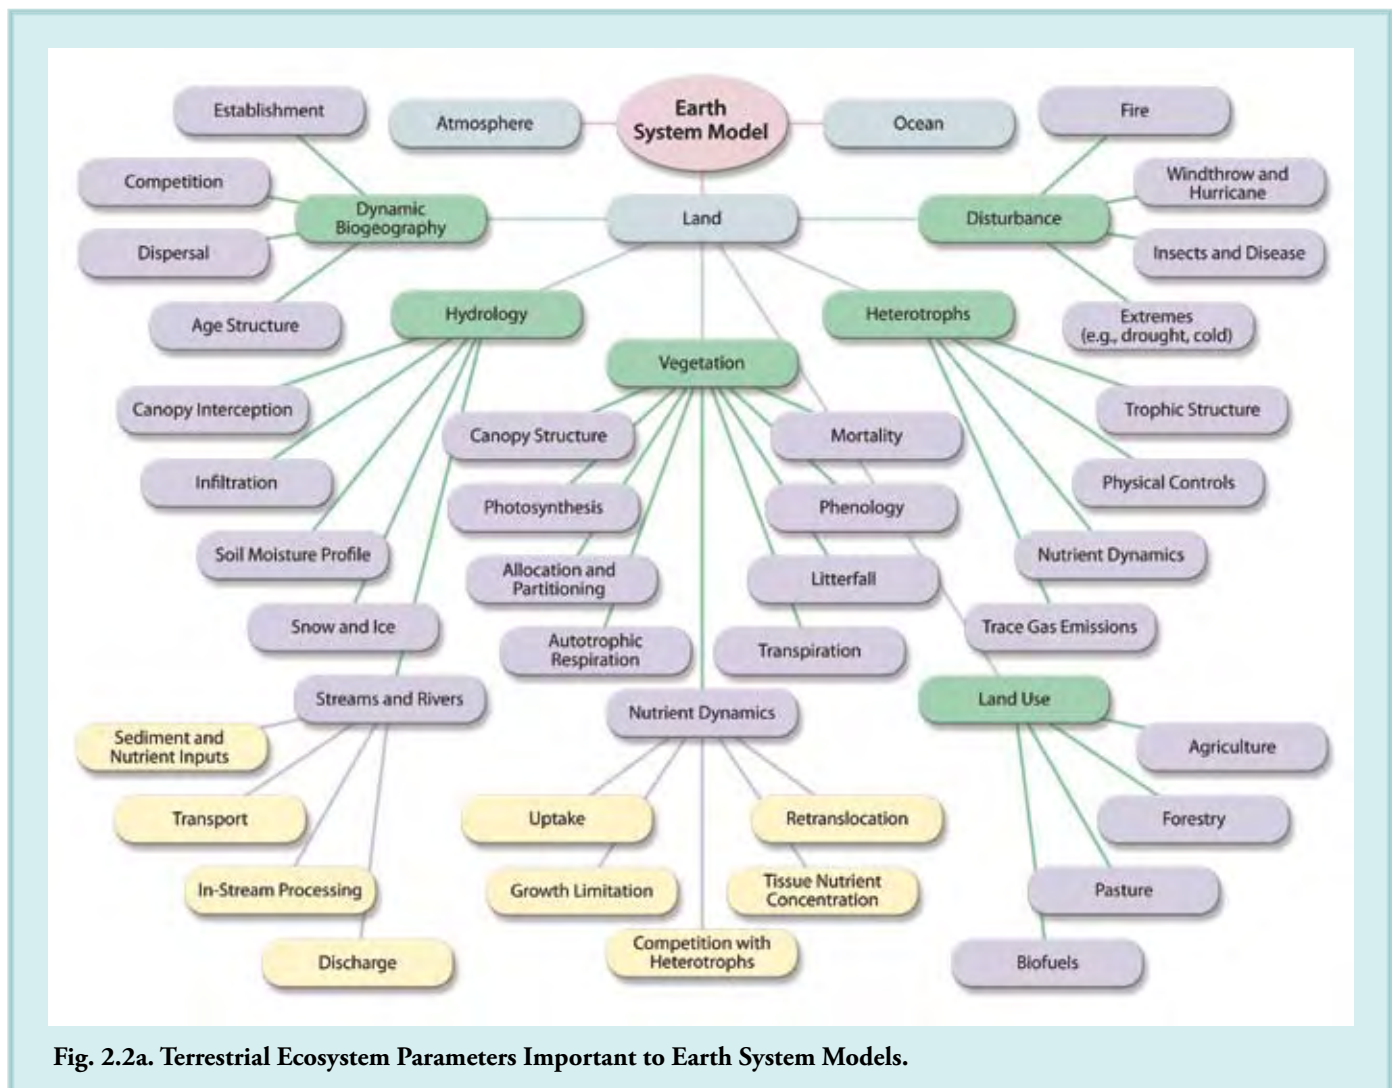 Earth
System Model
Atmosphere
Ocean
Land
Establishment
Competition
Dynamic
Biogeography
Dispersal
Age Structure
Fire
Windthrow and
Hurricane
Disturbance
Insects and Disease
Extremes
(e.g., drought, cold)
Hydrology
Canopy Interception
Infiltration
Soil Moisture Profile
Snow and Ice
Streams and Rivers
Sediment and
Nutrient Inputs
Transport
In-Stream Processing
Discharge
Vegetation
Canopy Structure
Photosynthesis
Allocation and
Partitioning
Autotrophic
Respiration
Mortality
Phenology
Litterfall
Transpiration
Nutrient Dynamics
Uptake
Growth Limitation
Competition with
Heterotrophs
Retranslocation
Tissue Nutrient
Concentration
Heterotrophs
Trophic Structure
Physical Controls
Nutrient Dynamics
Trace Gas Emissions
Land Use
Agriculture
Forestry
Pasture
Biofuels
Fig. 2.2a. Terrestrial Ecosystem Parameters Important to Earth System Models.